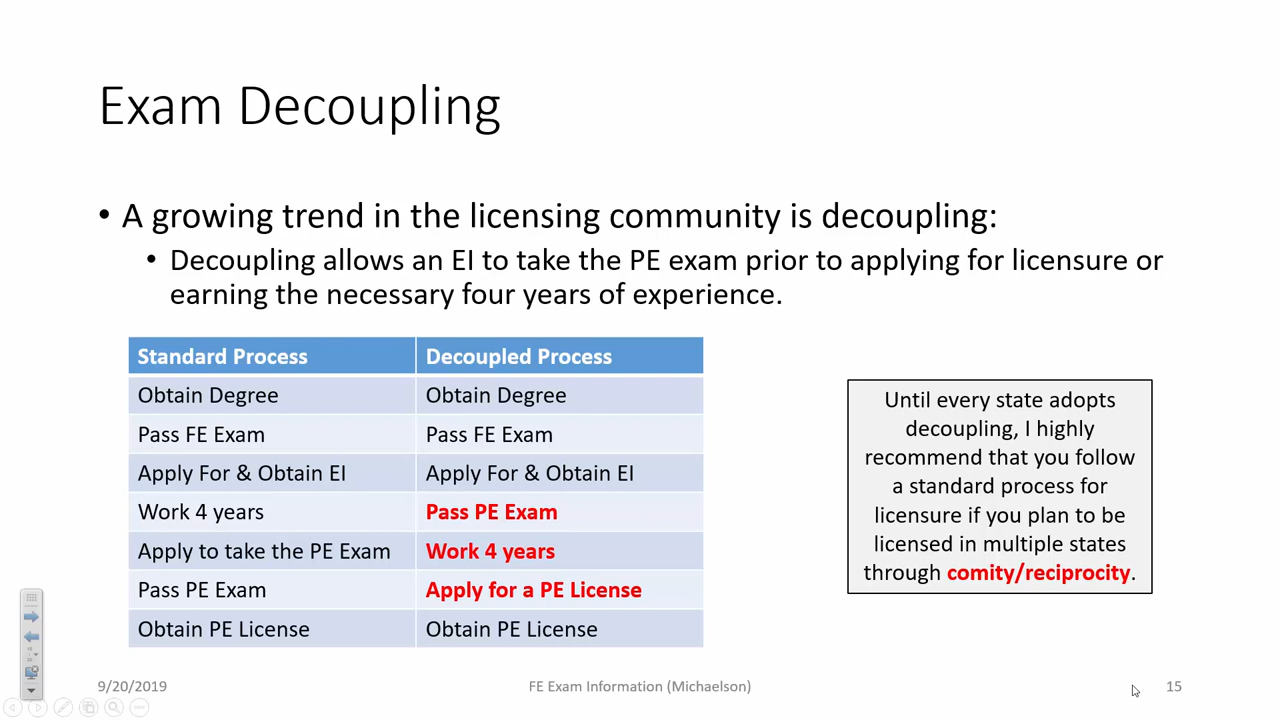 Exam Decoupling
• A growing trend in the licensing community is decoupling:
• Decoupling allows an EI to take the PE exam prior to applying for licensure or
earning the necessary four years of experience.
Standard Process Decoupled Process
Obtain Degree Obtain Degree
Pass FE Exam Pass FE Exam
Apply For & Obtain EI Apply For & Obtain EI
Work 4 years Pass PE Exam
Apply to take the PE Exam Work 4 years
Pass PE Exam Apply for a PE License
Obtain PE License Obtain PE License
Until every state adopts
decoupling, I highly
recommend that you follow
a standard process for
licensure if you plan to be
licensed in multiple states
through comity/reciprocity.
9/20/2019 FE Exam Information (Michaelson) 15